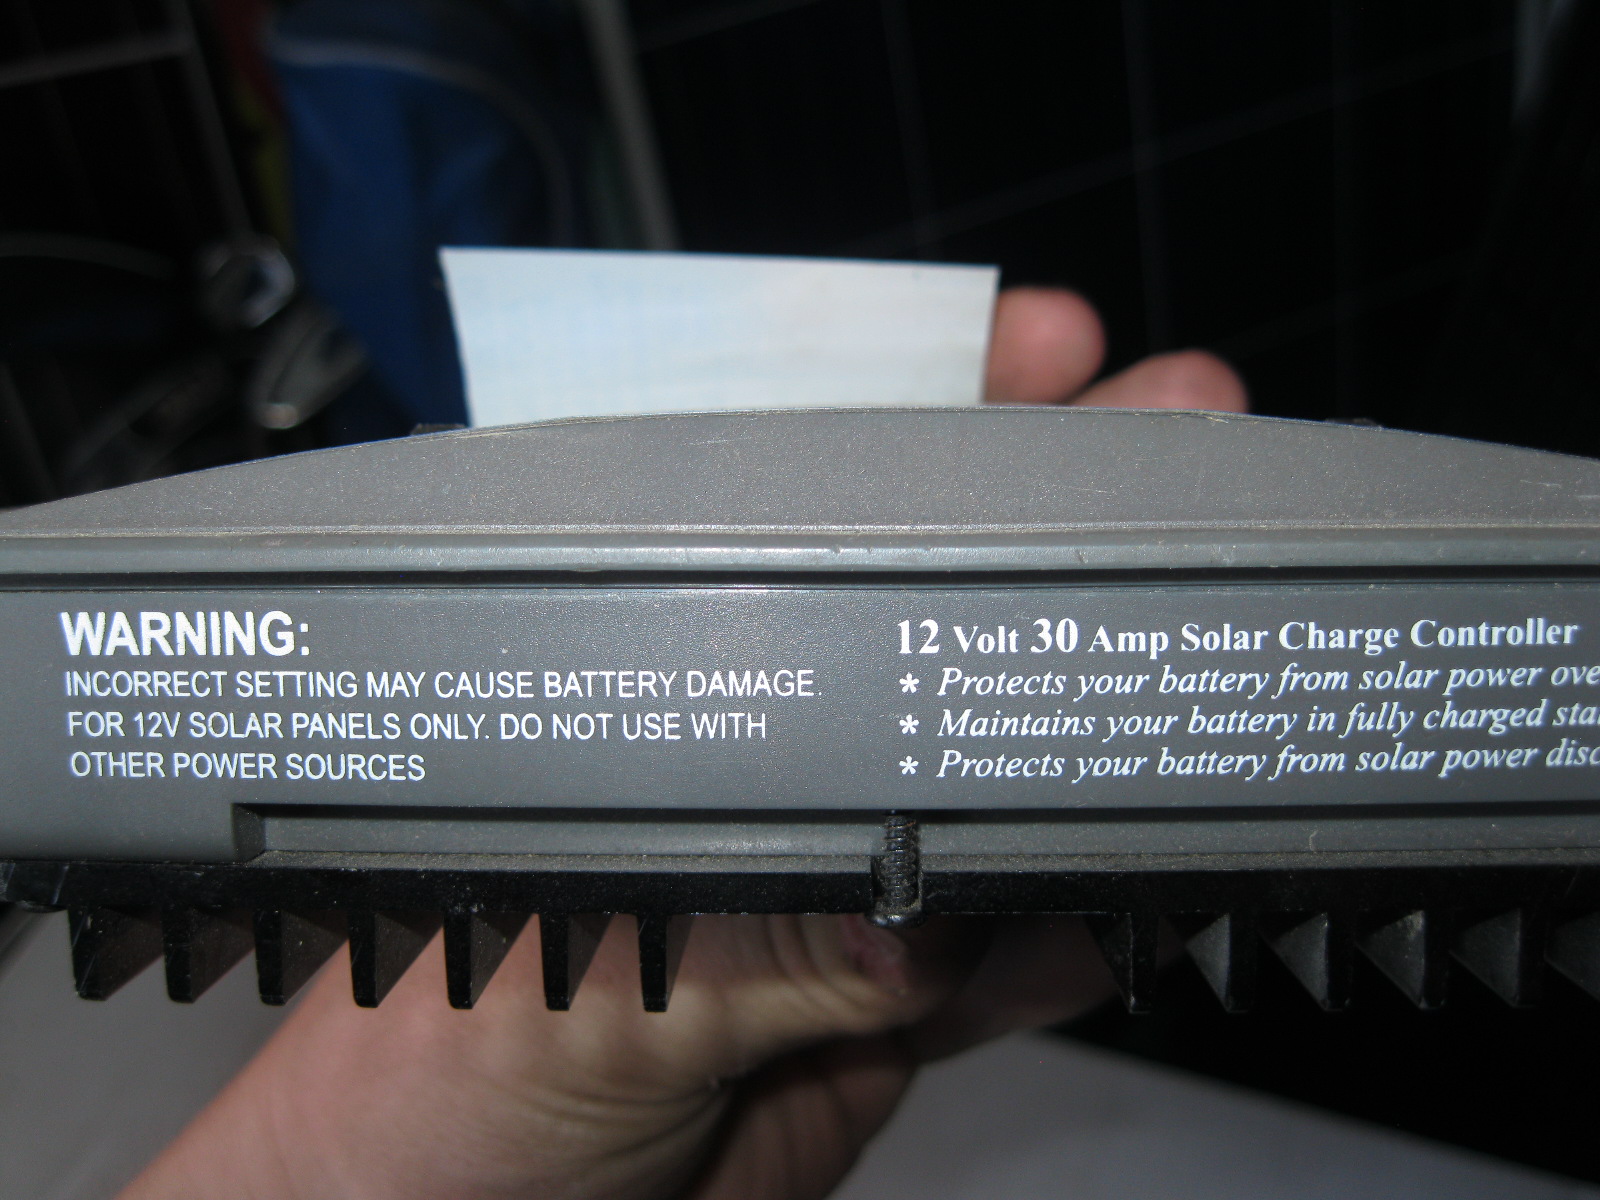 WARNING:
INCORRECT SETTING MAY CAUSE BATTERY DAMAGE.
FOR 12V SOLAR PANELS ONLY. DO NOT USE WITH
OTHER POWER SOURCES
12 Volt 30 Amp Solar Charge Controller
* Protects your battery from solar power
* Maintains your battery in fully charged
* Protects your battery from solar power